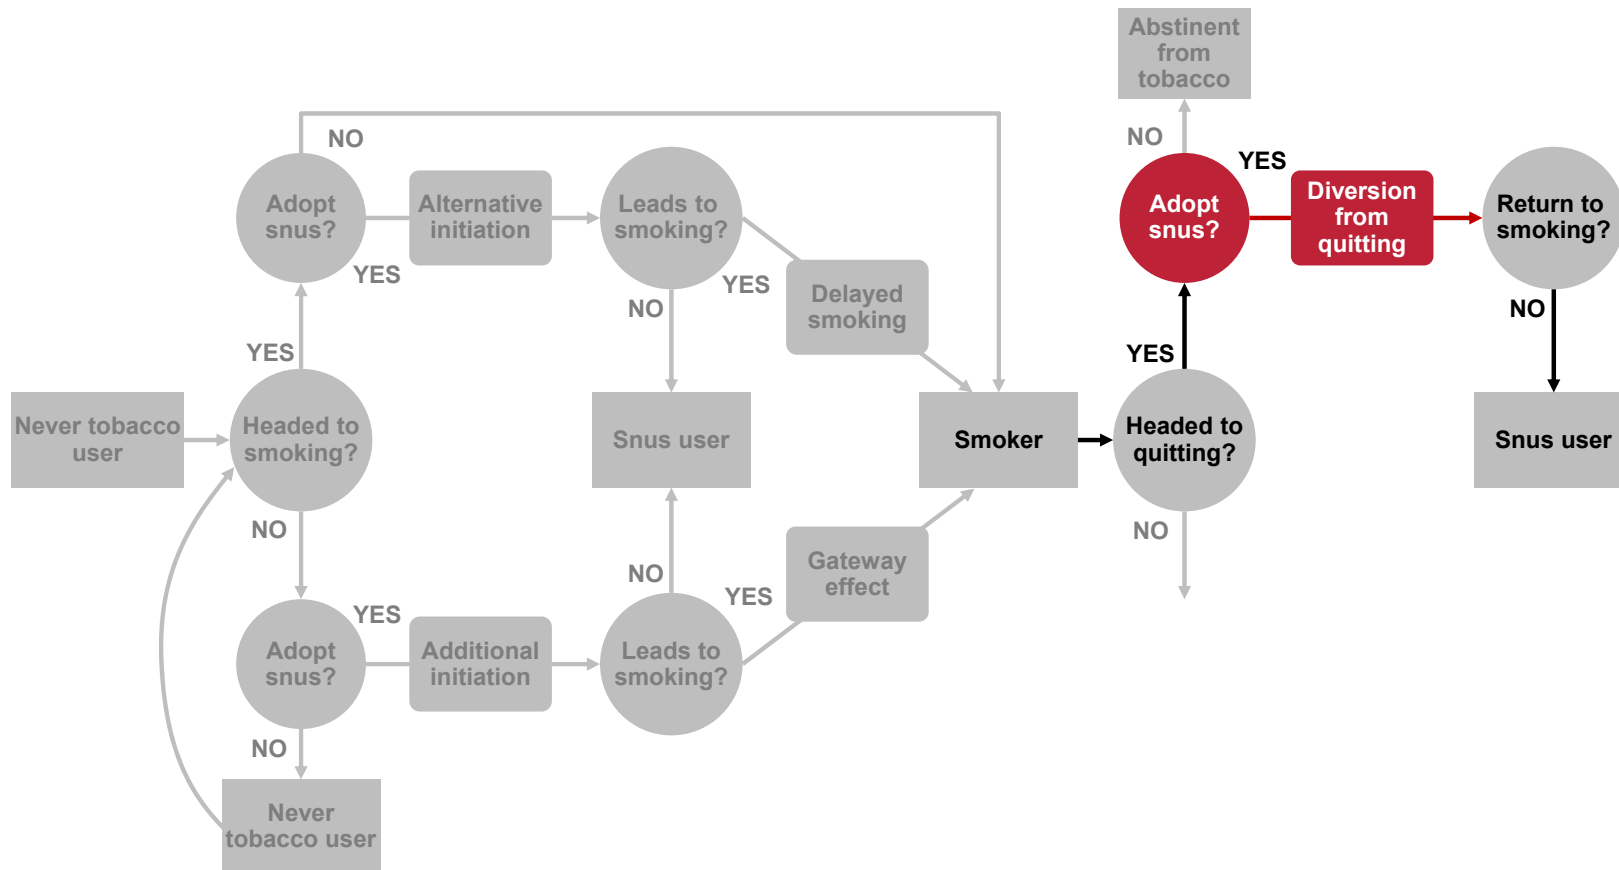 Abstinent
from
tobacco
NO
NO
YES
Adopt
snus?
Alternative
initiation
Leads to
smoking?
Adopt
snus?
Diversion
from
quitting
Return to
smoking?
YES
YES
NO
Delayed
smoking
NO
YES
YES
Never tobacco
user
Headed to
smoking?
Snus user
Smoker
Headed to
quitting?
Snus user
NO
NO
Gateway
effect
NO
YES
YES
Adopt
snus?
Additional
initiation
Leads to
smoking?
NO
Never
tobacco user